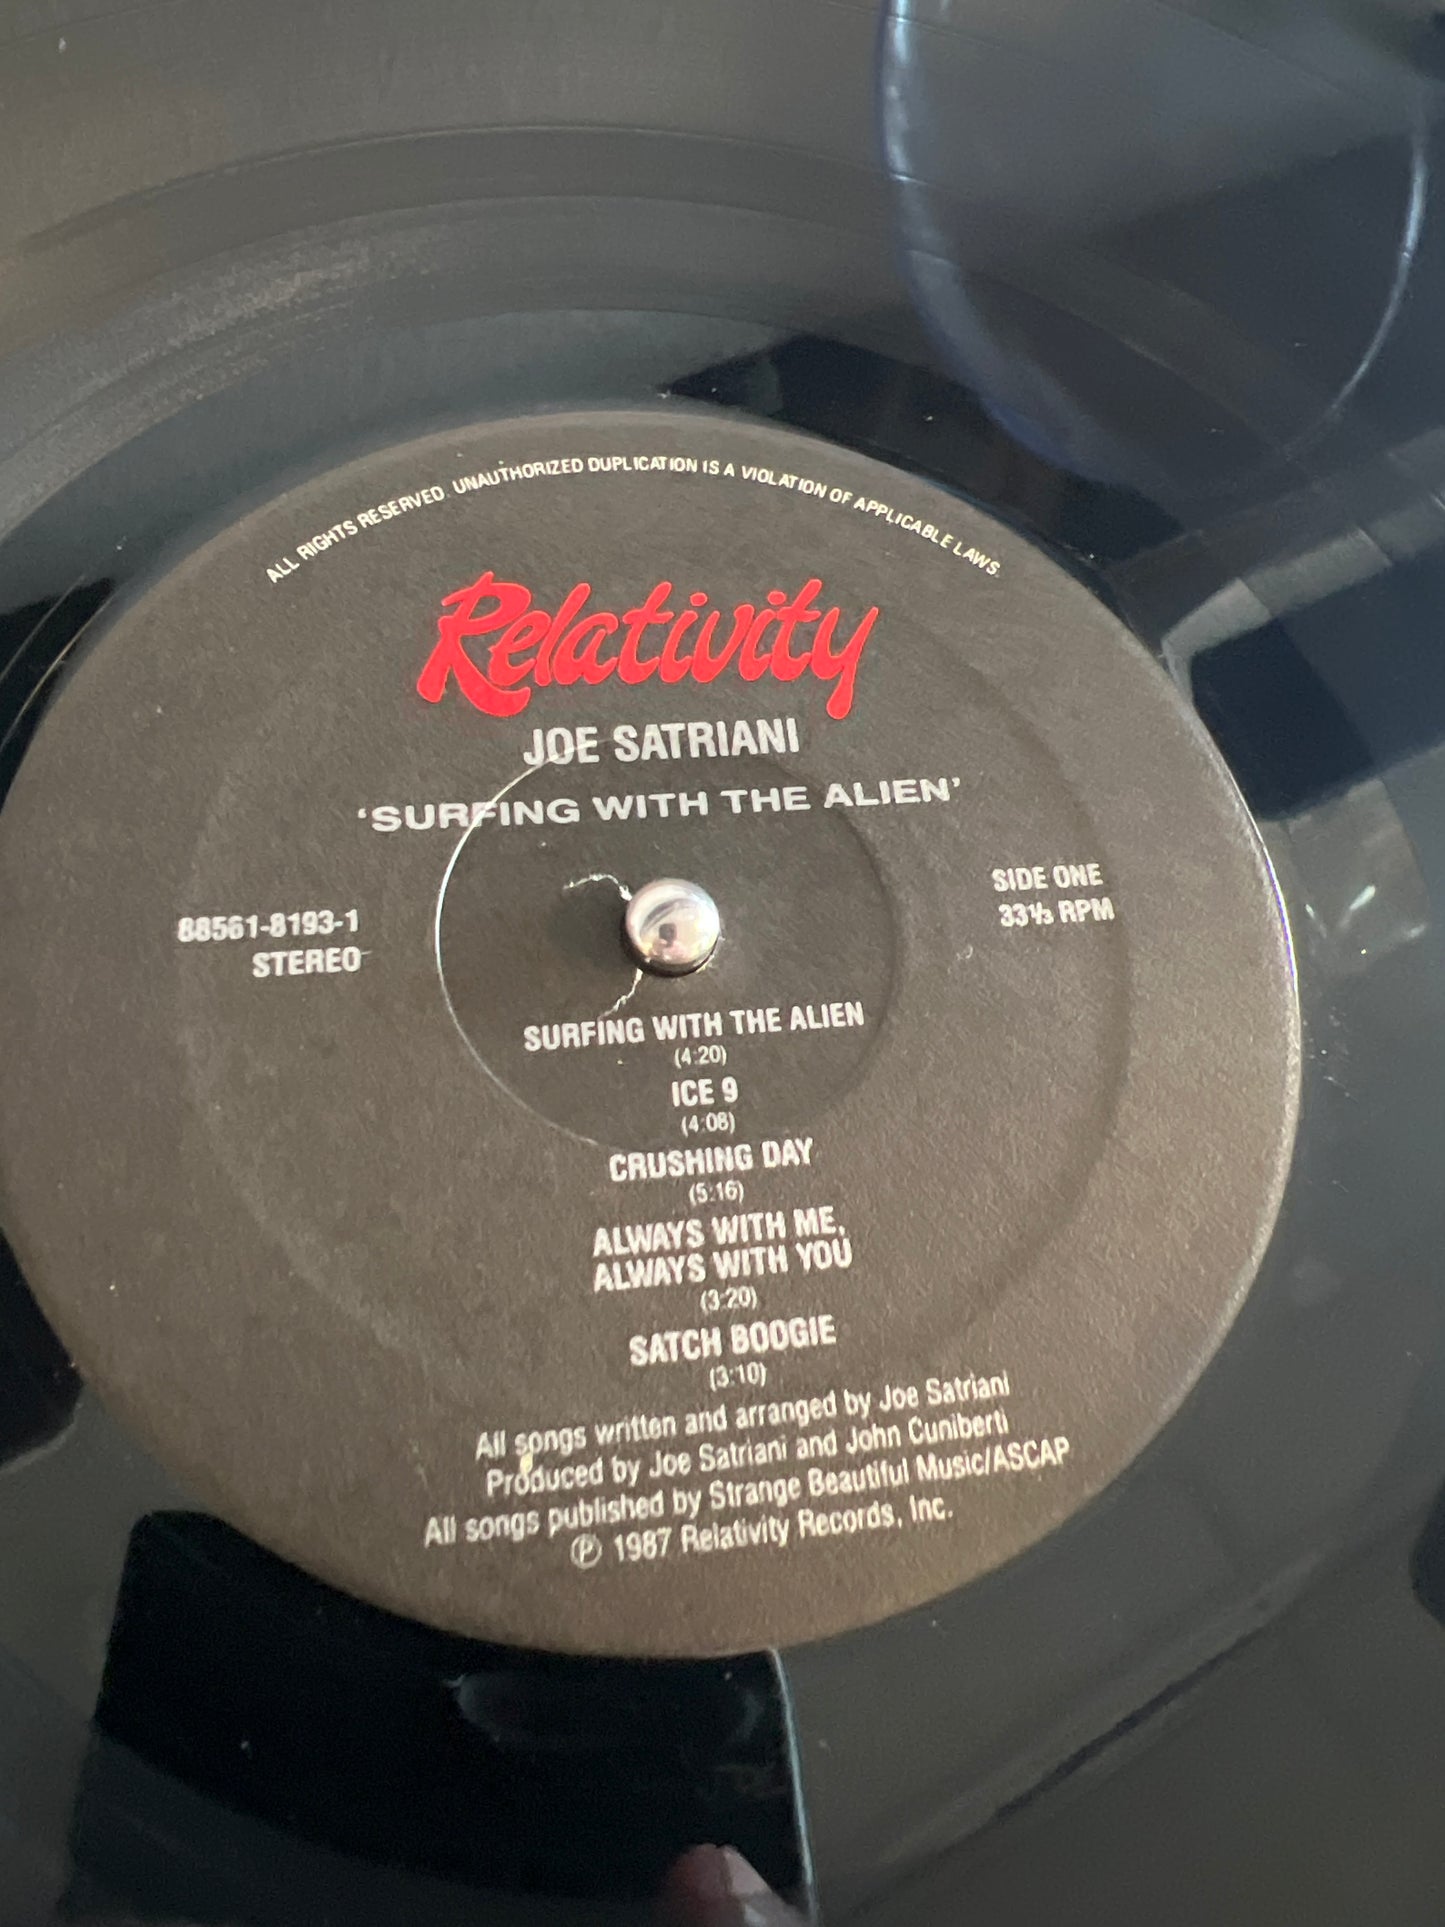 ALL RIGHTS RESERVED. UNAUTHORIZED DUPLICATION IS A VIOLATION OF APPLICABLE LAWS.
Relativity
JOE SATRIANI
‘SURFING WITH THE ALIEN’
88561-8193-1
STEREO
SIDE ONE
33⅓ RPM
SURFING WITH THE ALIEN
(4:20)
ICE 9
(4:08)
CRUSHING DAY
(5:16)
ALWAYS WITH ME,
ALWAYS WITH YOU
(3:20)
SATCH BOOGIE
(3:10)
All songs written and arranged by Joe Satriani
Produced by Joe Satriani and John Cuniberti
All songs published by Strange Beautiful Music/ASCAP
℗ 1987 Relativity Records, Inc.